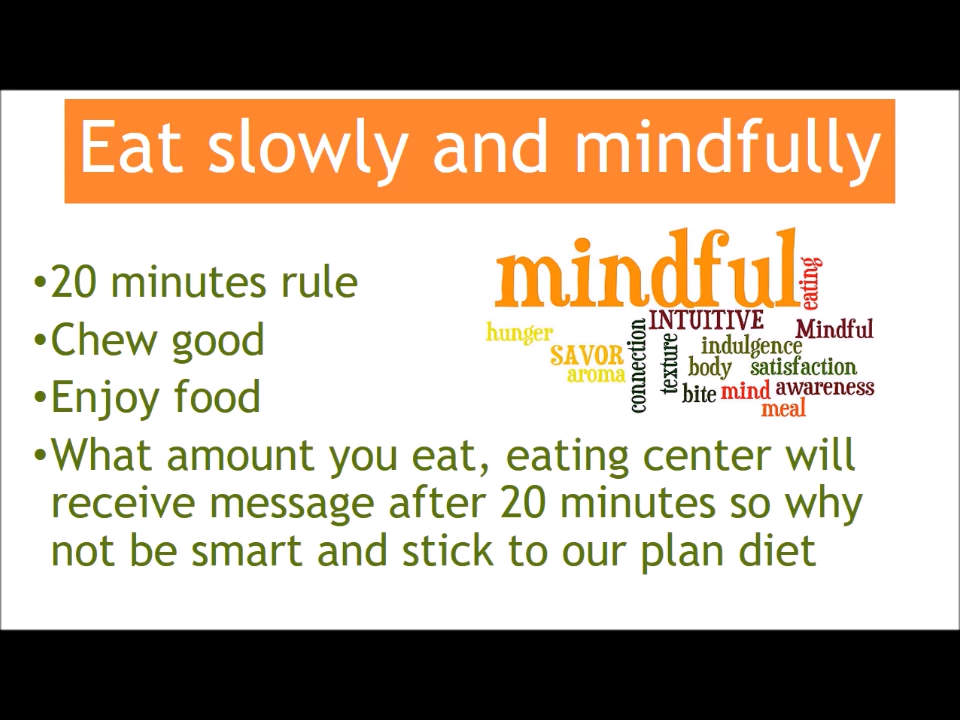 Eat slowly and mindfully
•20 minutes rule
•Chew good
•Enjoy food
•What amount you eat, eating center will
receive message after 20 minutes so why
not be smart and stick to our plan diet
mindful
eating
hunger
SAVOR
aroma
connection
INTUITIVE
texture
indulgence
Mindful
body
satisfaction
bite
mind
awareness
meal